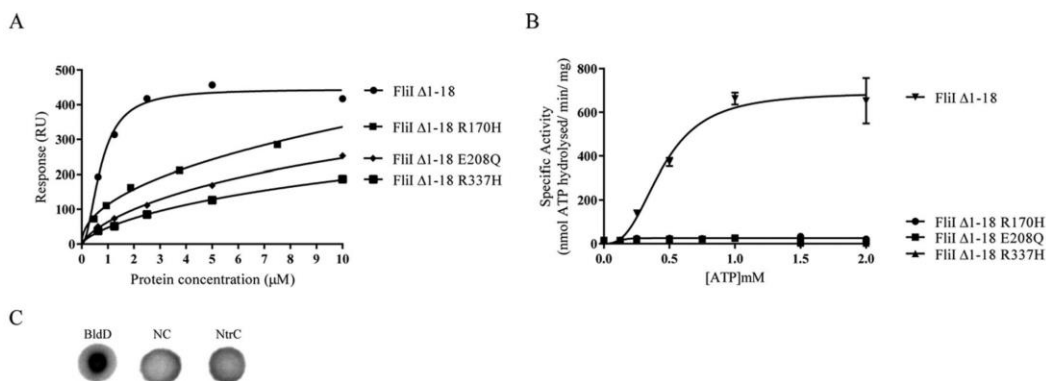 A
B
500
400
300
200
100
0
Response (RU)
0 1 2 3 4 5 6 7 8 9 10
Protein concentration (μM)
FliI Δ1-18
FliI Δ1-18 R170H
FliI Δ1-18 E208Q
FliI Δ1-18 R337H
800
600
400
200
0
Specific Activity
(nmol ATP hydrolysed/ min/ mg)
0.0 0.5 1.0 1.5 2.0
[ATP]mM
FliI Δ1-18
FliI Δ1-18 R170H
FliI Δ1-18 E208Q
FliI Δ1-18 R337H
C
BldD NC NtrC